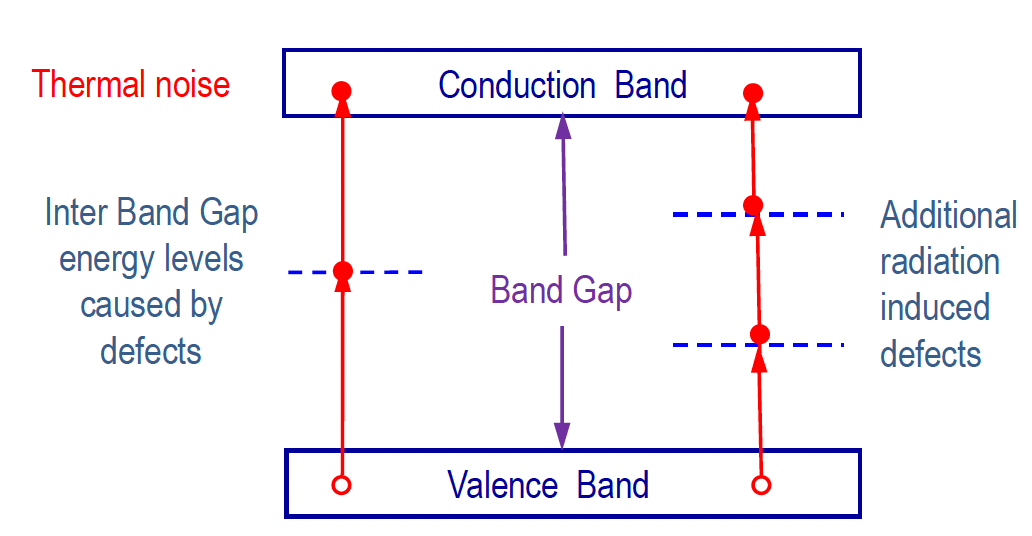 Thermal noise
Conduction Band
Inter Band Gap
energy levels
caused by
defects
Band Gap
Additional
radiation
induced
defects
Valence Band